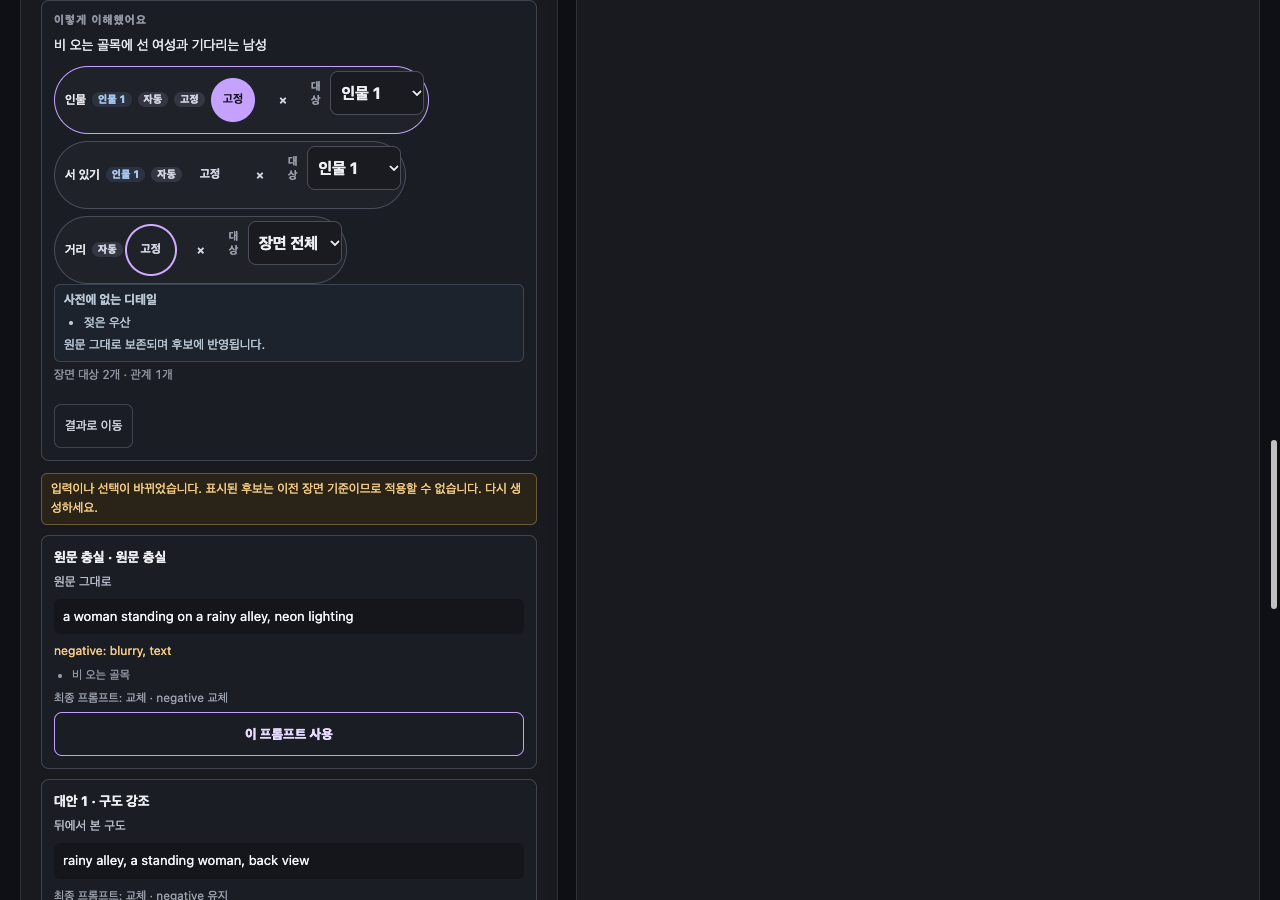 이렇게 이해했어요
비 오는 골목에 선 여성과 기다리는 남성
인물 인물 1 자동 고정 고정 × 대상 인물 1
서 있기 인물 1 자동 고정 × 대상 인물 1
거리 자동 고정 × 대상 장면 전체
사전에 없는 디테일
• 젖은 우산
원문 그대로 보존되며 후보에 반영됩니다.
장면 대상 2개 · 관계 1개
결과로 이동
입력이나 선택이 바뀌었습니다. 표시된 후보는 이전 장면 기준이므로 적용할 수 없습니다. 다시 생
성하세요.
원문 충실 · 원문 충실
원문 그대로
a woman standing on a rainy alley, neon lighting
negative: blurry, text
• 비 오는 골목
최종 프롬프트: 교체 · negative 교체
이 프롬프트 사용
대안 1 · 구도 강조
뒤에서 본 구도
rainy alley, a standing woman, back view
최종 프롬프트: 교체 · negative 유지